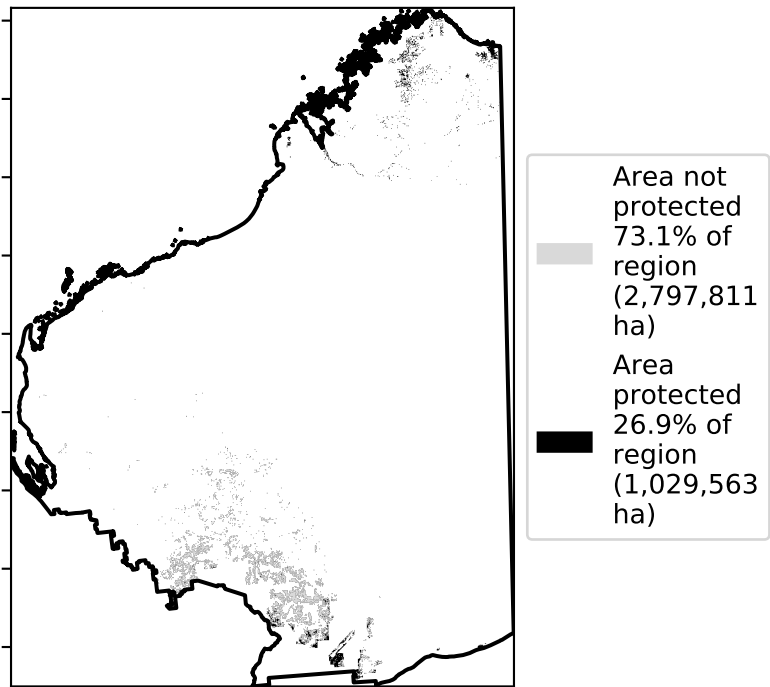 Area not
protected
73.1% of
region
(2,797,811
ha)
Area
protected
26.9% of
region
(1,029,563
ha)